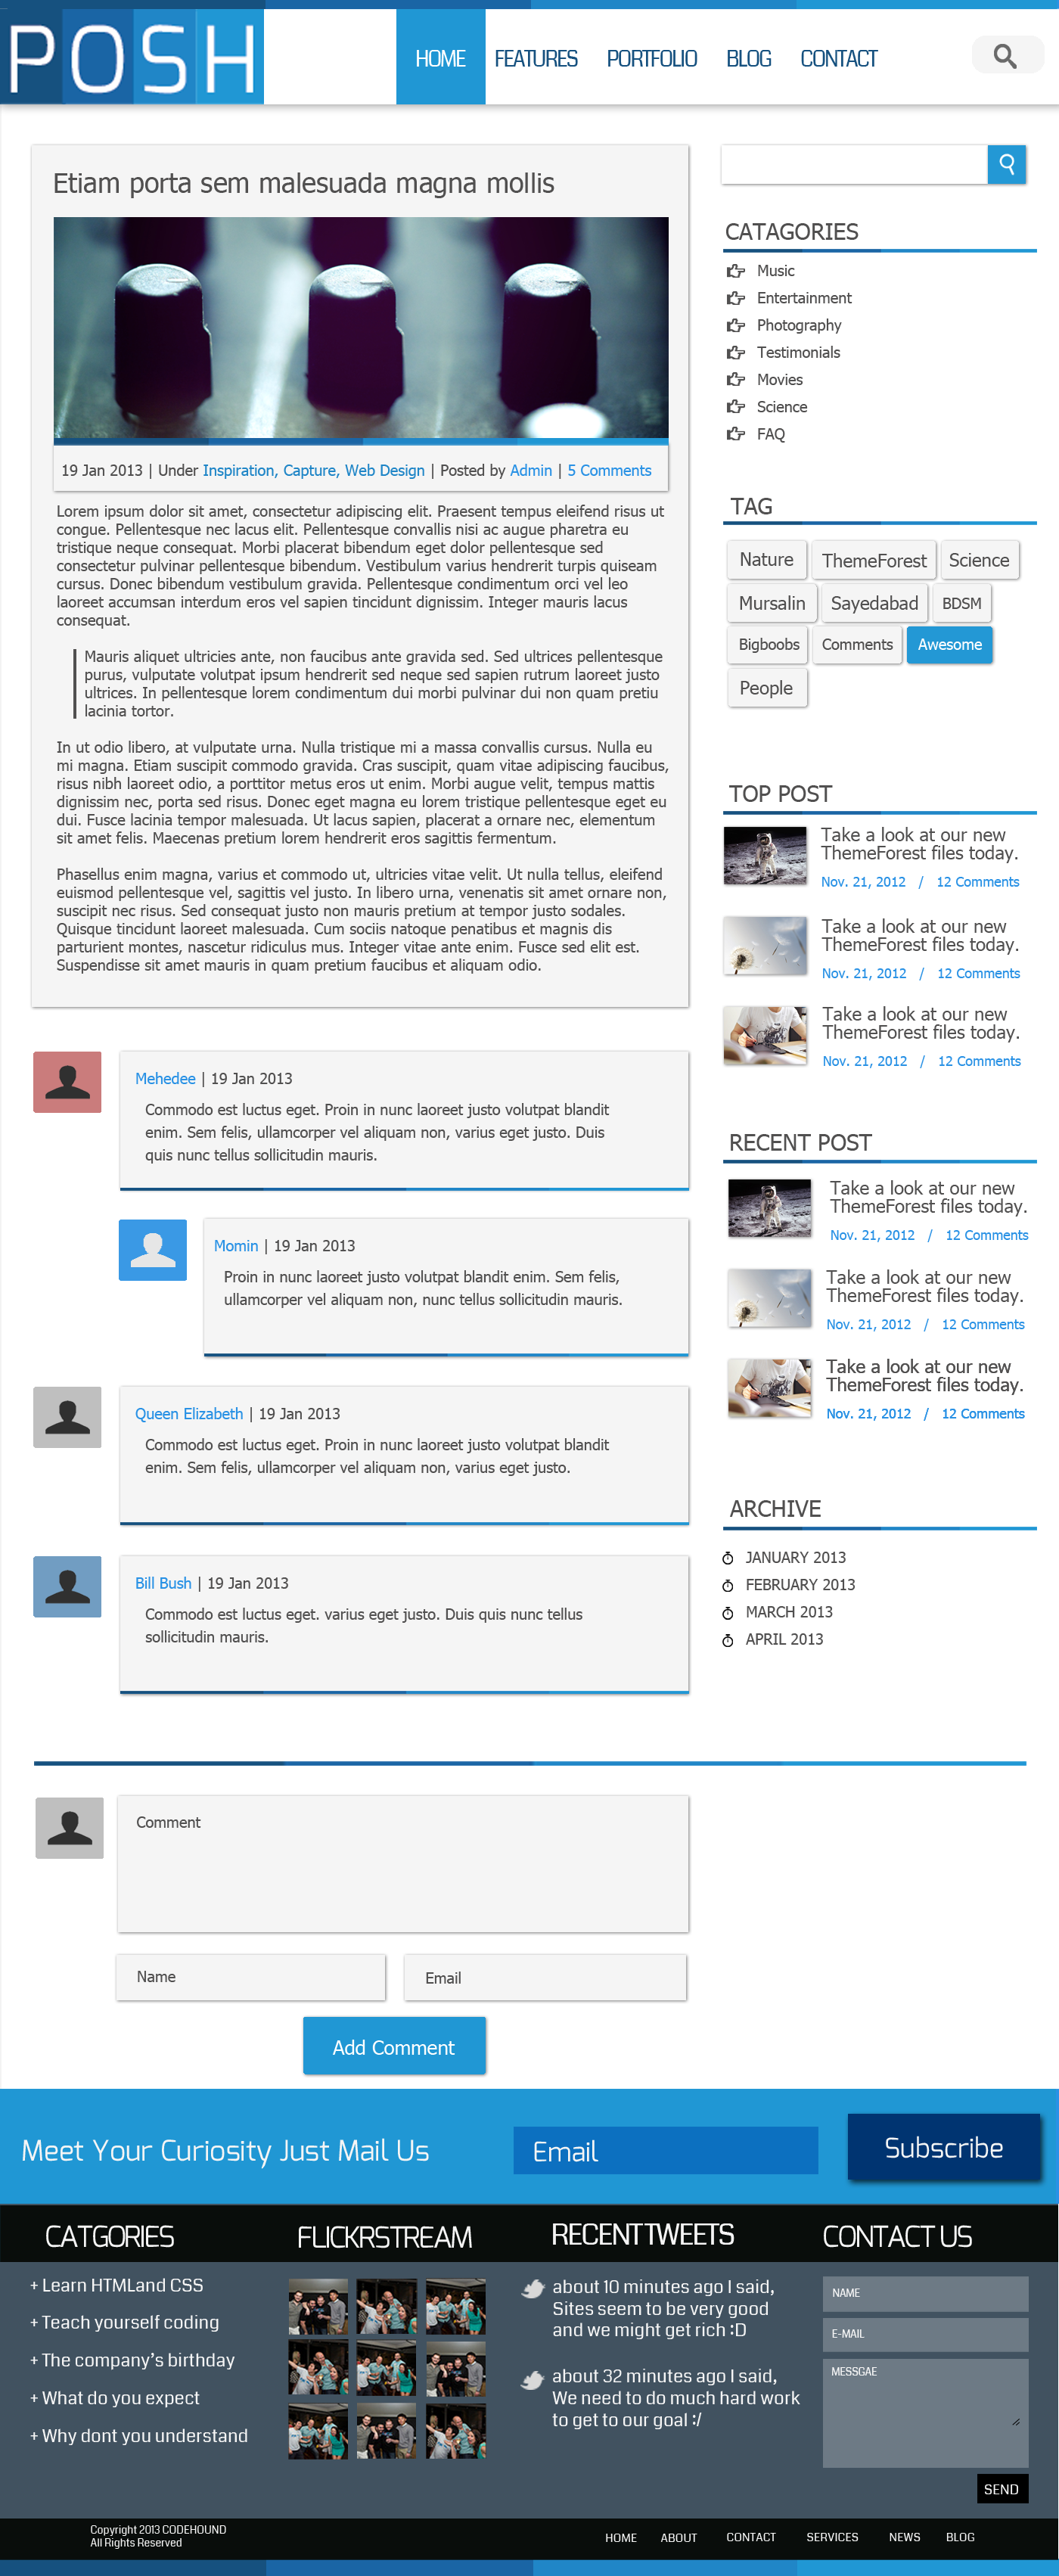 POSH
HOME FEATURES PORTFOLIO BLOG CONTACT
Etiam porta sem malesuada magna mollis
19 Jan 2013 | Under Inspiration, Capture, Web Design | Posted by Admin | 5 Comments
Lorem ipsum dolor sit amet, consectetur adipiscing elit. Praesent tempus eleifend risus ut
congue. Pellentesque nec lacus elit. Pellentesque convallis nisi ac augue pharetra eu
tristique neque consequat. Morbi placerat bibendum eget dolor pellentesque sed
consectetur pulvinar pellentesque bibendum. Vestibulum varius hendrerit turpis quiseam
cursus. Donec bibendum vestibulum gravida. Pellentesque condimentum orci vel leo
laoreet accumsan interdum eros vel sapien tincidunt dignissim. Integer mauris lacus
consequat.
Mauris aliquet ultricies ante, non faucibus ante gravida sed. Sed ultrices pellentesque
purus, vulputate volutpat ipsum hendrerit sed neque sed sapien rutrum laoreet justo
ultrices. In pellentesque lorem condimentum dui morbi pulvinar dui non quam pretiu
lacinia tortor.
In ut odio libero, at vulputate urna. Nulla tristique mi a massa convallis cursus. Nulla eu
mi magna. Etiam suscipit commodo gravida. Cras suscipit, quam vitae adipiscing faucibus,
risus nibh laoreet odio, a porttitor metus eros ut enim. Morbi augue velit, tempus mattis
dignissim nec, porta sed risus. Donec eget magna eu lorem tristique pellentesque eget eu
dui. Fusce lacinia tempor malesuada. Ut lacus sapien, placerat a ornare nec, elementum
sit amet felis. Maecenas pretium lorem hendrerit eros sagittis fermentum.
Phasellus enim magna, varius et commodo ut, ultricies vitae velit. Ut nulla tellus, eleifend
euismod pellentesque vel, sagittis vel justo. In libero urna, venenatis sit amet ornare non,
suscipit nec risus. Sed consequat justo non mauris pretium at tempor justo sodales.
Quisque tincidunt laoreet malesuada. Cum sociis natoque penatibus et magnis dis
parturient montes, nascetur ridiculus mus. Integer vitae ante enim. Fusce sed elit est.
Suspendisse sit amet mauris in quam pretium faucibus et aliquam odio.
Mehedee | 19 Jan 2013
Commodo est luctus eget. Proin in nunc laoreet justo volutpat blandit
enim. Sem felis, ullamcorper vel aliquam non, varius eget justo. Duis
quis nunc tellus sollicitudin mauris.
Momin | 19 Jan 2013
Proin in nunc laoreet justo volutpat blandit enim. Sem felis,
ullamcorper vel aliquam non, nunc tellus sollicitudin mauris.
Queen Elizabeth | 19 Jan 2013
Commodo est luctus eget. Proin in nunc laoreet justo volutpat blandit
enim. Sem felis, ullamcorper vel aliquam non, varius eget justo.
Bill Bush | 19 Jan 2013
Commodo est luctus eget. varius eget justo. Duis quis nunc tellus
sollicitudin mauris.
Comment
Name
Email
Add Comment
CATAGORIES
Music
Entertainment
Photography
Testimonials
Movies
Science
FAQ
TAG
Nature ThemeForest Science
Mursalin Sayedabad BDSM
Bigboobs Comments Awesome
People
TOP POST
Take a look at our new
ThemeForest files today.
Nov. 21, 2012 / 12 Comments
Take a look at our new
ThemeForest files today.
Nov. 21, 2012 / 12 Comments
Take a look at our new
ThemeForest files today.
Nov. 21, 2012 / 12 Comments
RECENT POST
Take a look at our new
ThemeForest files today.
Nov. 21, 2012 / 12 Comments
Take a look at our new
ThemeForest files today.
Nov. 21, 2012 / 12 Comments
Take a look at our new
ThemeForest files today.
Nov. 21, 2012 / 12 Comments
ARCHIVE
JANUARY 2013
FEBRUARY 2013
MARCH 2013
APRIL 2013
Meet Your Curiosity Just Mail Us
Email
Subscribe
CATGORIES
+ Learn HTMLand CSS
+ Teach yourself coding
+ The company's birthday
+ What do you expect
+ Why dont you understand
FLICKRSTREAM
RECENT TWEETS
about 10 minutes ago I said,
Sites seem to be very good
and we might get rich :D
about 32 minutes ago I said,
We need to do much hard work
to get to our goal :/
CONTACT US
NAME
E-MAIL
MESSGAE
SEND
Copyright 2013 CODEHOUND
All Rights Reserved
HOME ABOUT CONTACT SERVICES NEWS BLOG